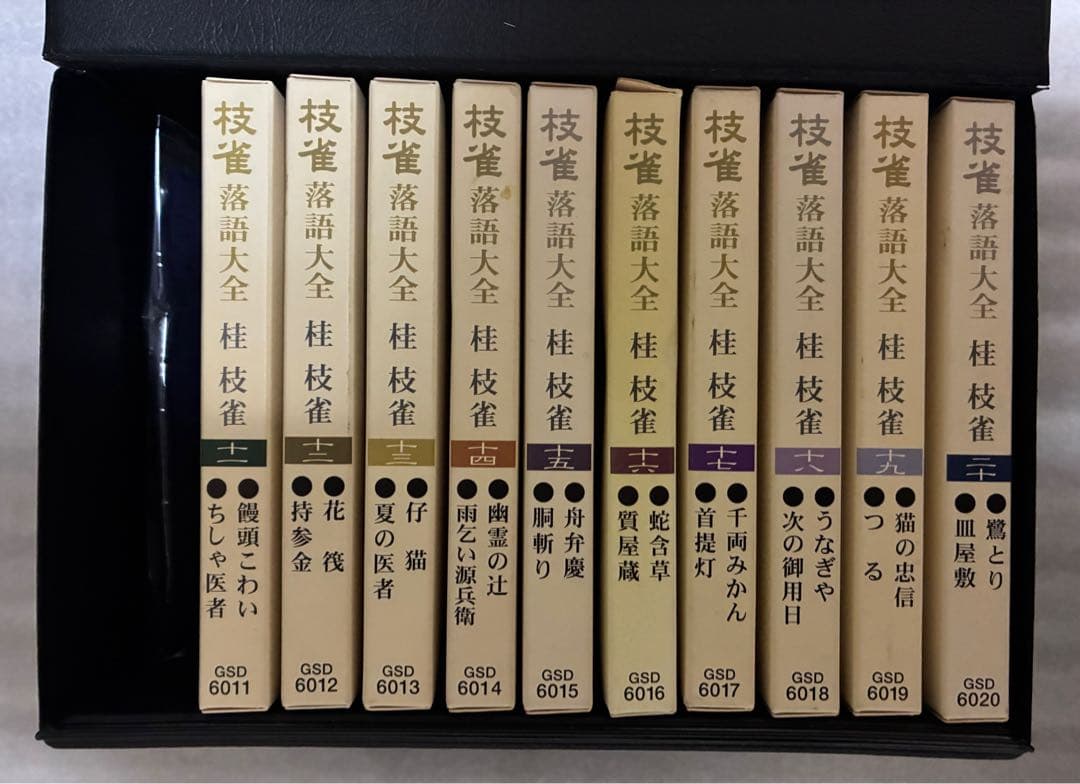 枝雀
落語大全
桂 枝雀
十一
●饅頭こわい
●ちしゃ医者
GSD
6011
枝雀
落語大全
桂 枝雀
十二
●花 筏
●持参金
GSD
6012
枝雀
落語大全
桂 枝雀
十三
●仔 猫
●夏の医者
GSD
6013
枝雀
落語大全
桂 枝雀
十四
●幽霊の辻
●雨乞い源兵衛
GSD
6014
枝雀
落語大全
桂 枝雀
十五
●舟弁慶
●胴斬り
GSD
6015
枝雀
落語大全
桂 枝雀
十六
●蛇含草
●質屋蔵
GSD
6016
枝雀
落語大全
桂 枝雀
十七
●千両みかん
●首提灯
GSD
6017
枝雀
落語大全
桂 枝雀
十八
●うなぎや
●次の御用日
GSD
6018
枝雀
落語大全
桂 枝雀
十九
●猫の忠信
●つ る
GSD
6019
枝雀
落語大全
桂 枝雀
二十
●鷺とり
●皿屋敷
GSD
6020